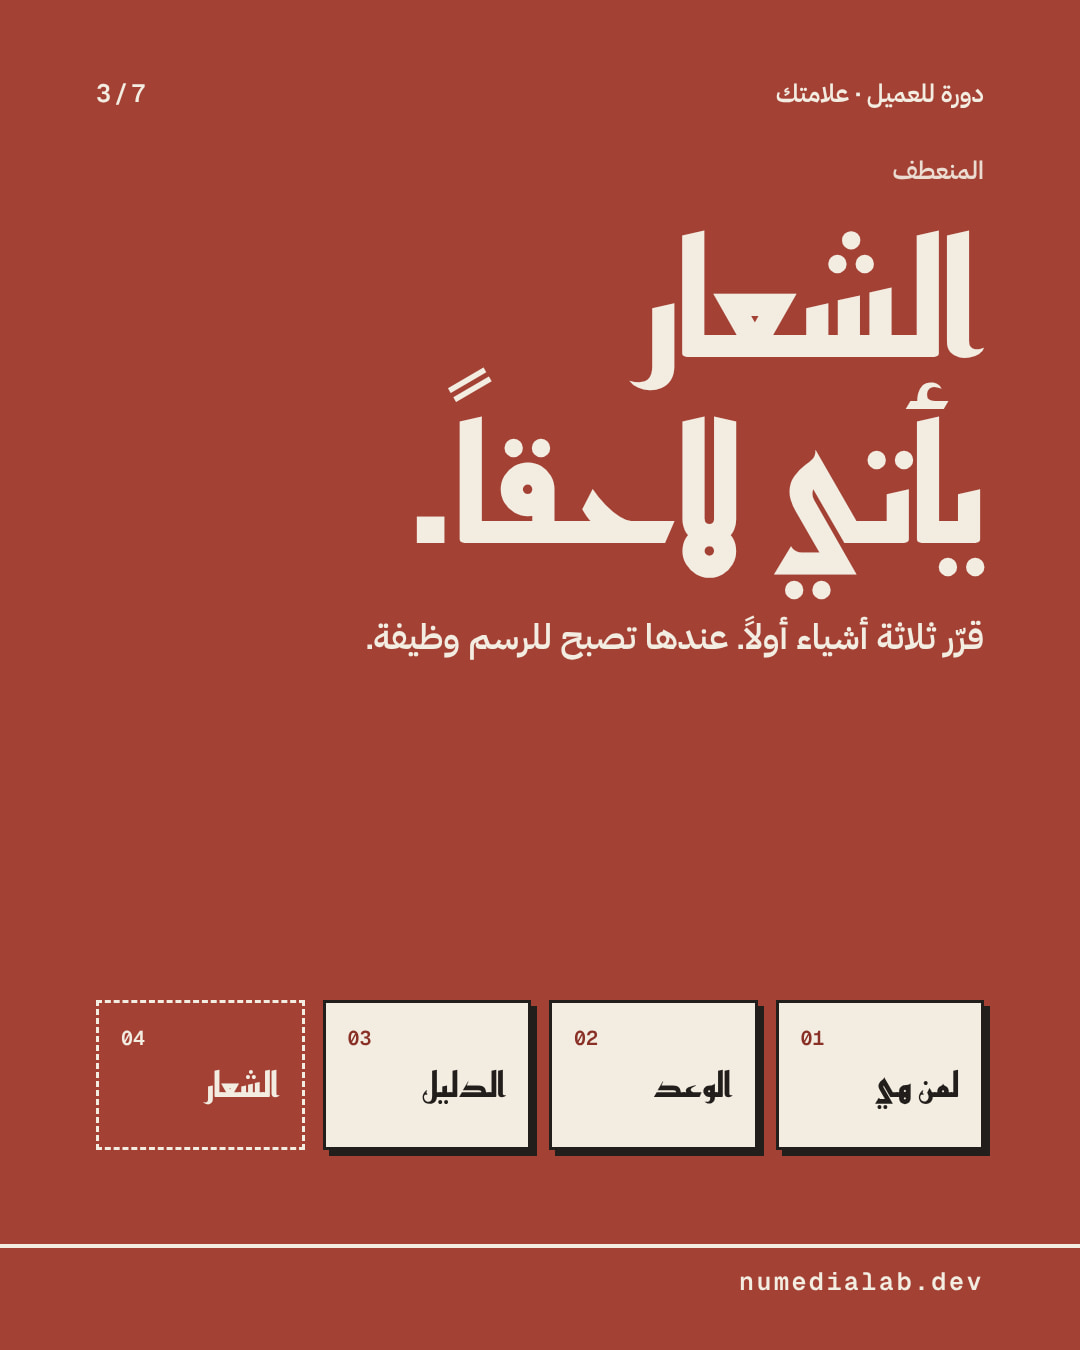 دورة للعميل · علامتك
3 / 7
المنعطف
الشعار
يأتي لاحقاً.
قرّر ثلاثة أشياء أولاً. عندها تصبح للرسم وظيفة.
01
لمن هي
02
الوعد
03
الدليل
04
الشعار
numedialab.dev